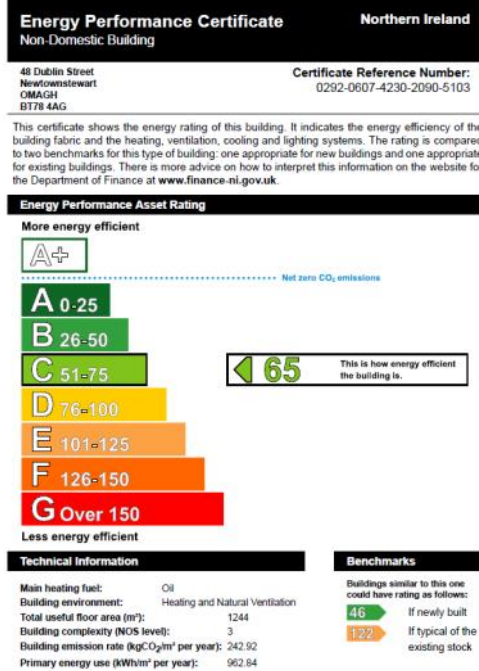 Energy Performance Certificate
Northern Ireland
Non-Domestic Building
48 Dublin Street
Newtownstewart
OMAGH
BT78 4AG
Certificate Reference Number:
0292-0607-4230-2090-5103
This certificate shows the energy rating of this building. It indicates the energy efficiency of the
building fabric and the heating, ventilation, cooling and lighting systems. The rating is compared
to two benchmarks for this type of building: one appropriate for new buildings and one appropriate
for existing buildings. There is more advice on how to interpret this information on the website fo
the Department of Finance at www.finance-ni.gov.uk.
Energy Performance Asset Rating
More energy efficient
A+
Net zero CO₂ emissions
A 0-25
B 26-50
C 51-75
65
This is how energy efficient
the building is.
D 76-100
E 101-125
F 126-150
G Over 150
Less energy efficient
Technical Information
Main heating fuel: Oil
Building environment: Heating and Natural Ventilation
Total useful floor area (m²): 1244
Building complexity (NOS level): 3
Building emission rate (kgCO₂/m² per year): 242.92
Primary energy use (kWh/m² per year): 962.84
Benchmarks
Buildings similar to this one
could have rating as follows:
46 If newly built
122 If typical of the
existing stock